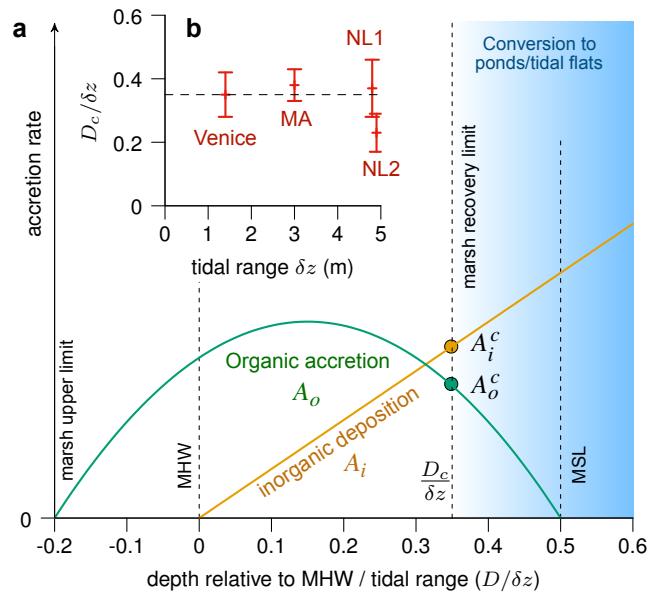 a
accretion rate
0
marsh upper limit
MHW
Organic accretion
A_o
inorganic deposition
A_i
A_i^c
A_o^c
D_c/δz
marsh recovery limit
MSL
Conversion to
ponds/tidal flats
-0.2
-0.1
0
0.1
0.2
0.3
0.4
0.5
0.6
depth relative to MHW / tidal range (D/δz)
b
D_c/δz
0.6
0.4
0.2
0
Venice
MA
NL1
NL2
0
1
2
3
4
5
tidal range δz (m)